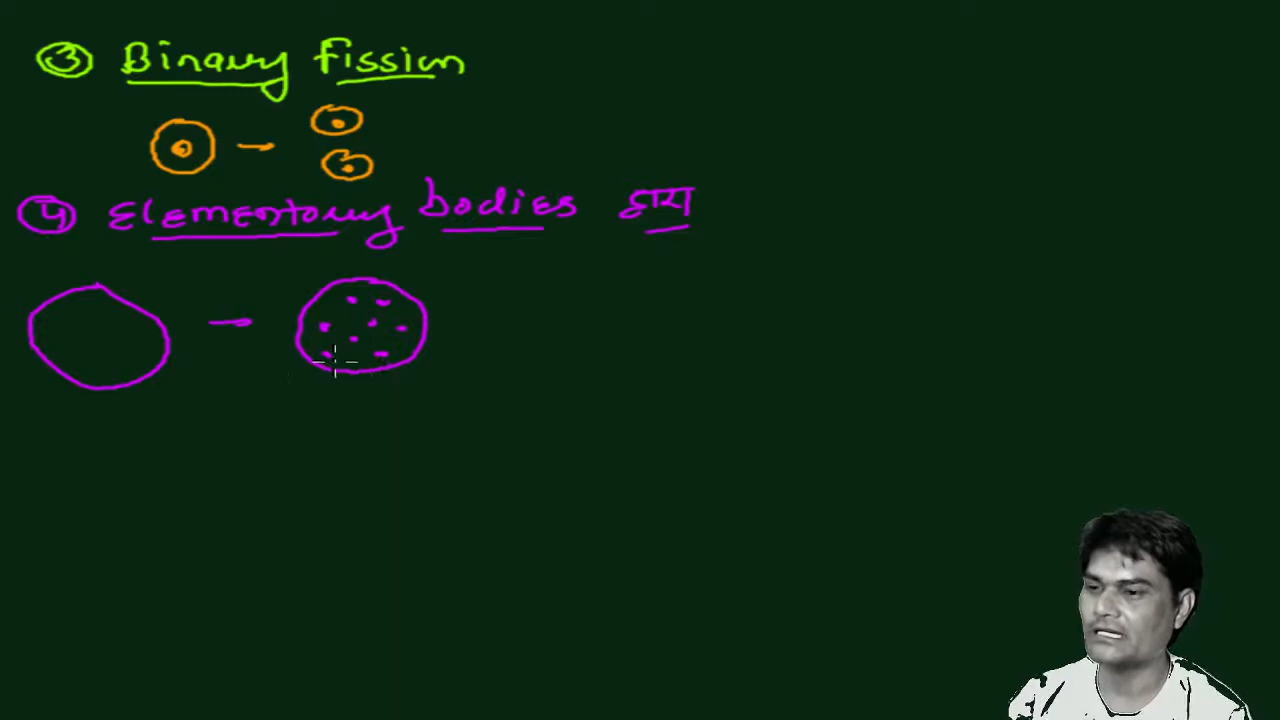 ③ Binary fission
④ Elementary bodies द्वारा